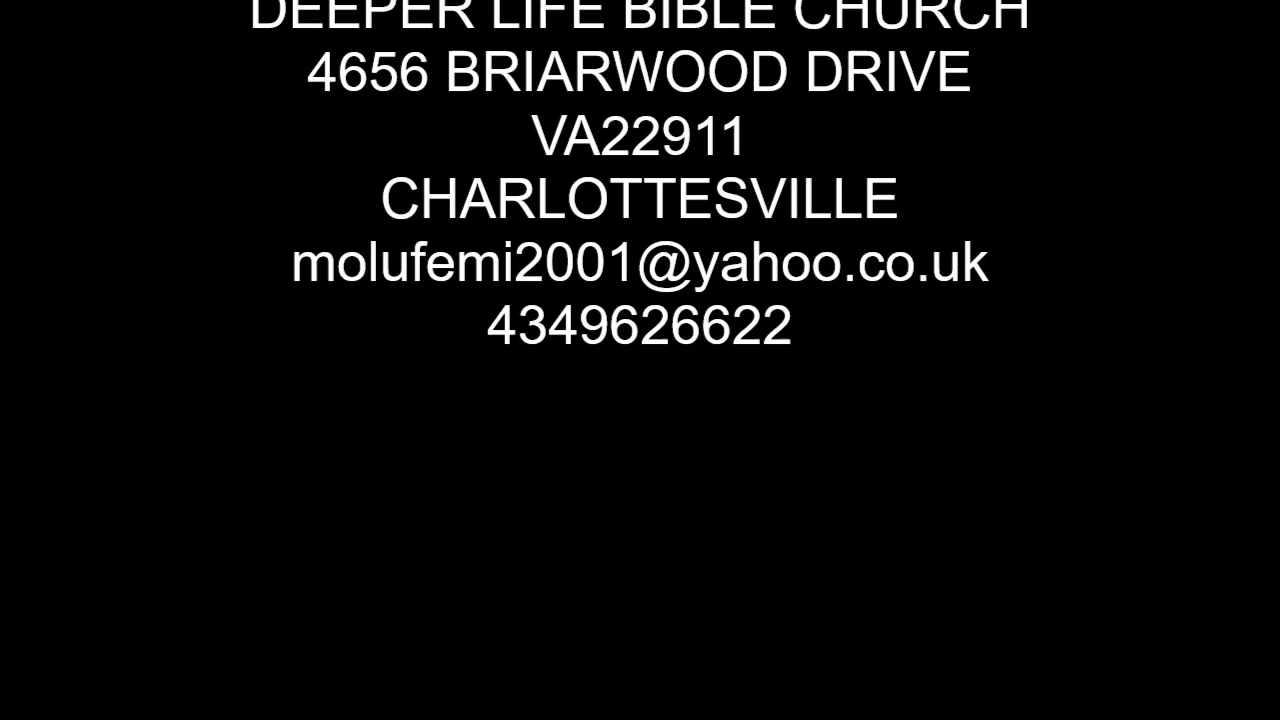 DEEPER LIFE BIBLE CHURCH
4656 BRIARWOOD DRIVE
VA22911
CHARLOTTESVILLE
molufemi2001@yahoo.co.uk
4349626622